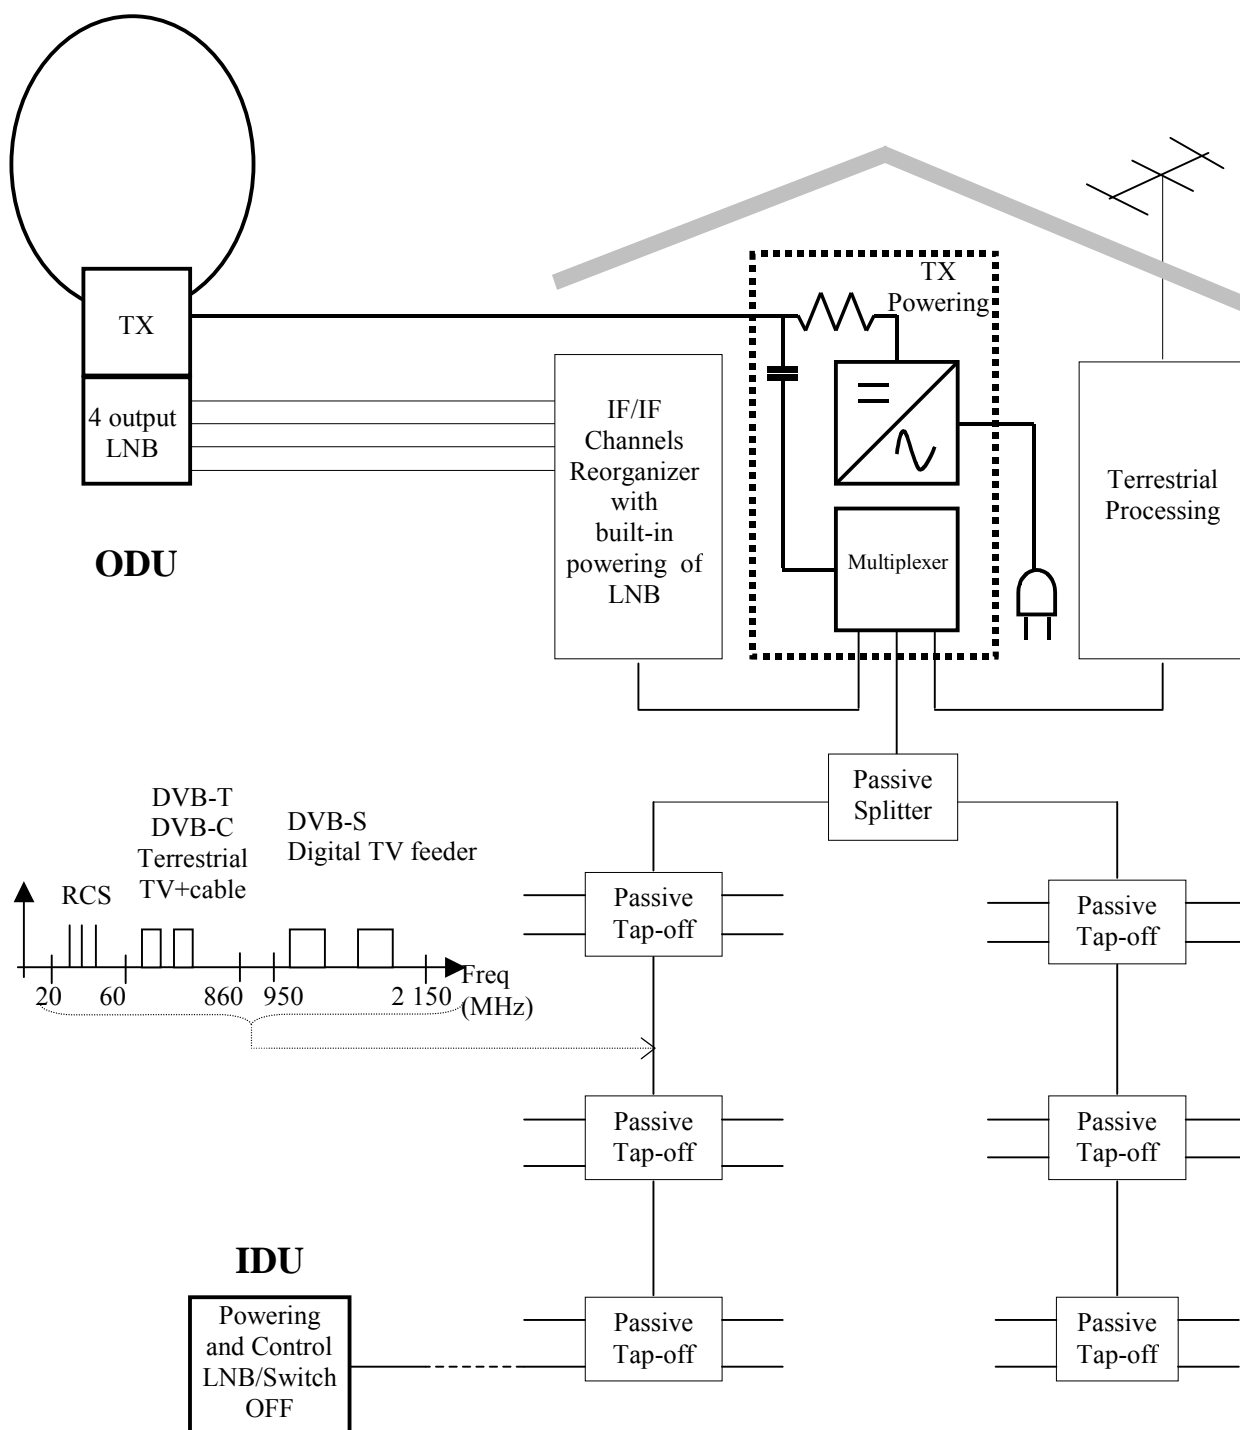 TX
Powering
TX
4 output
LNB
IF/IF
Channels
Reorganizer
with
built-in
powering of
LNB
Multiplexer
Terrestrial
Processing
ODU
Passive
Splitter
DVB-T
DVB-C
Terrestrial
TV+cable
DVB-S
Digital TV feeder
RCS
20
60
860
950
2 150
Freq
(MHz)
Passive
Tap-off
Passive
Tap-off
Passive
Tap-off
Passive
Tap-off
IDU
Powering
and Control
LNB/Switch
OFF
Passive
Tap-off
Passive
Tap-off